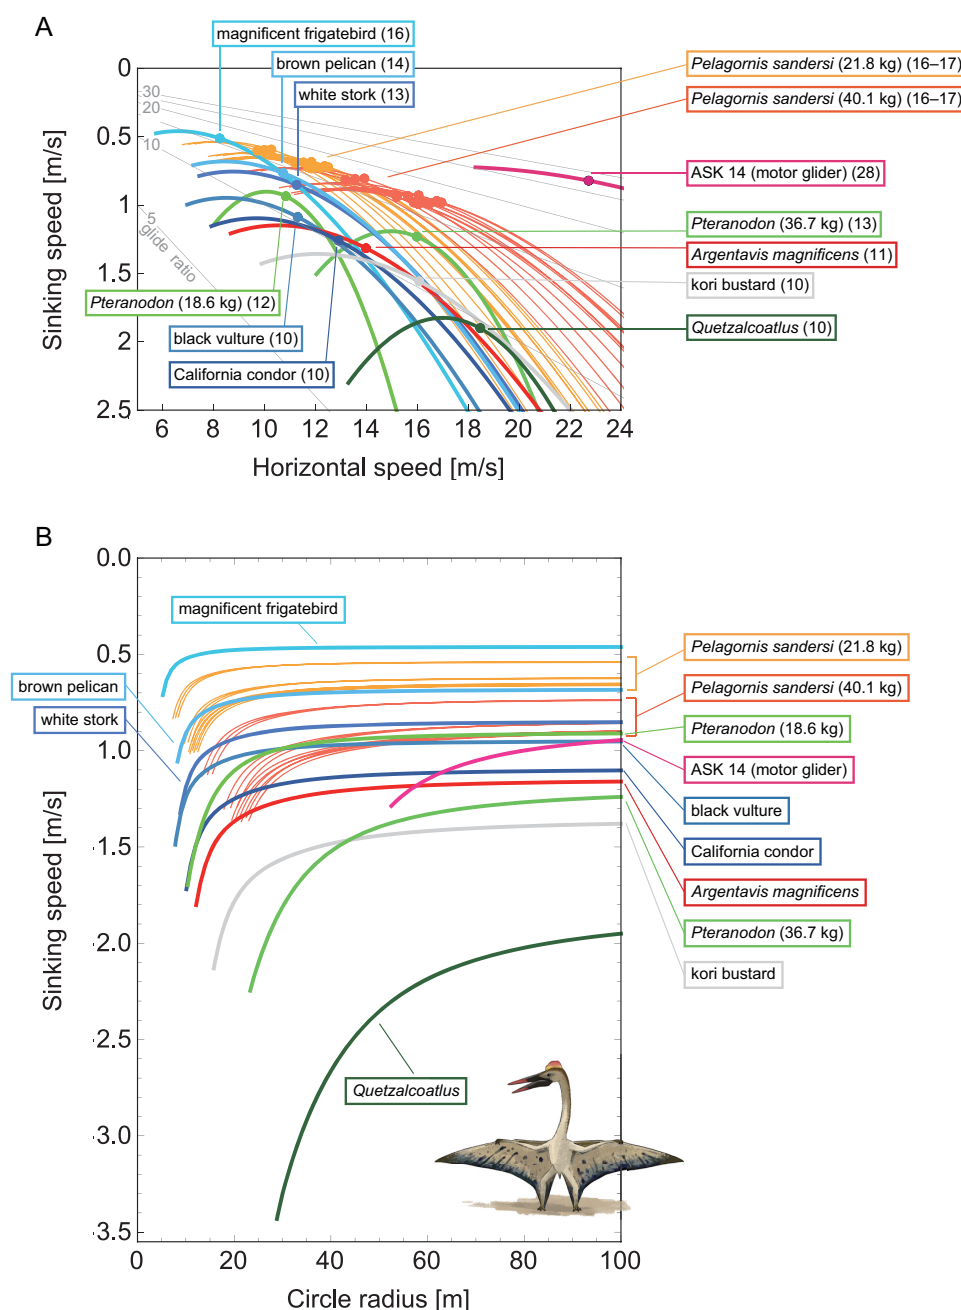 A
magnificent frigatebird (16)
brown pelican (14)
white stork (13)
Pelagornis sandersi (21.8 kg) (16–17)
Pelagornis sandersi (40.1 kg) (16–17)
ASK 14 (motor glider) (28)
Pteranodon (36.7 kg) (13)
Argentavis magnificens (11)
kori bustard (10)
Quetzalcoatlus (10)
Pteranodon (18.6 kg) (12)
black vulture (10)
California condor (10)
30
20
10
5
glide ratio
0
0.5
1
1.5
2
2.5
Sinking speed [m/s]
6 8 10 12 14 16 18 20 22 24
Horizontal speed [m/s]
B
0.0
0.5
1.0
1.5
2.0
2.5
3.0
3.5
Sinking speed [m/s]
magnificent frigatebird
brown pelican
white stork
Pelagornis sandersi (21.8 kg)
Pelagornis sandersi (40.1 kg)
Pteranodon (18.6 kg)
ASK 14 (motor glider)
black vulture
California condor
Argentavis magnificens
Pteranodon (36.7 kg)
kori bustard
Quetzalcoatlus
0 20 40 60 80 100
Circle radius [m]